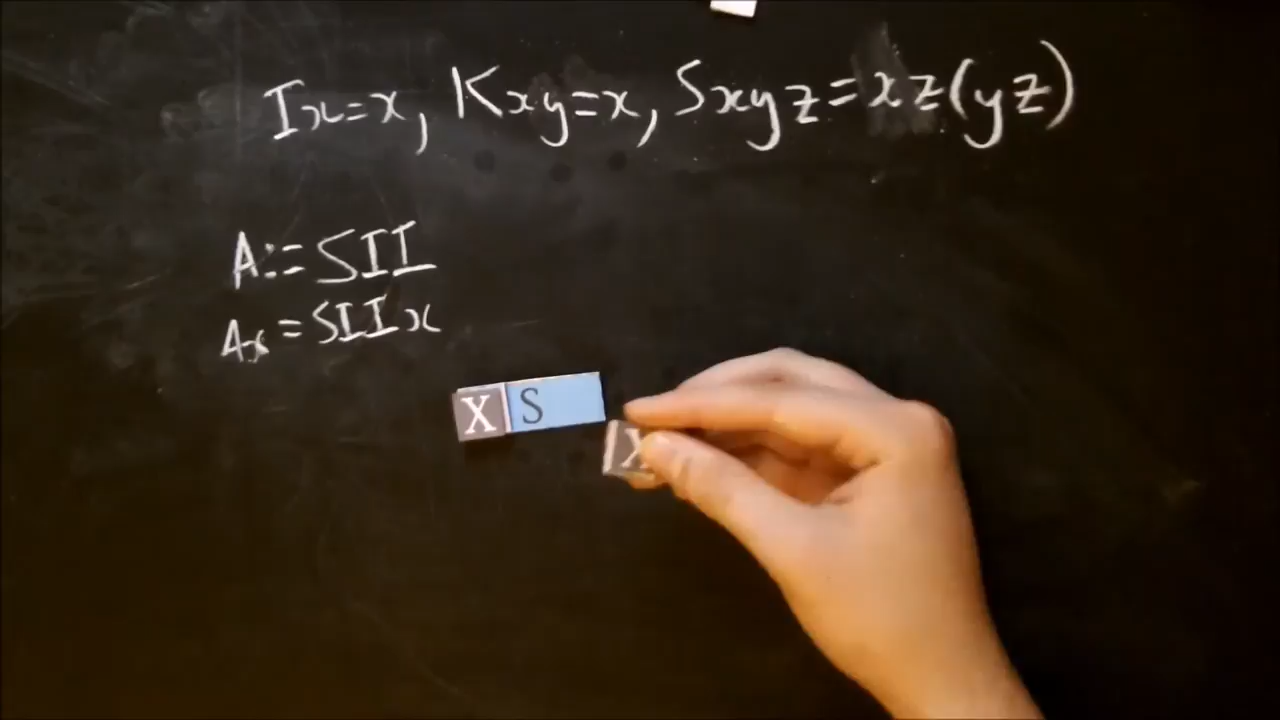 Ix=x, Kxy=x, Sxyz=xz(yz)
A:=SII
Ax=SIIx
X S X